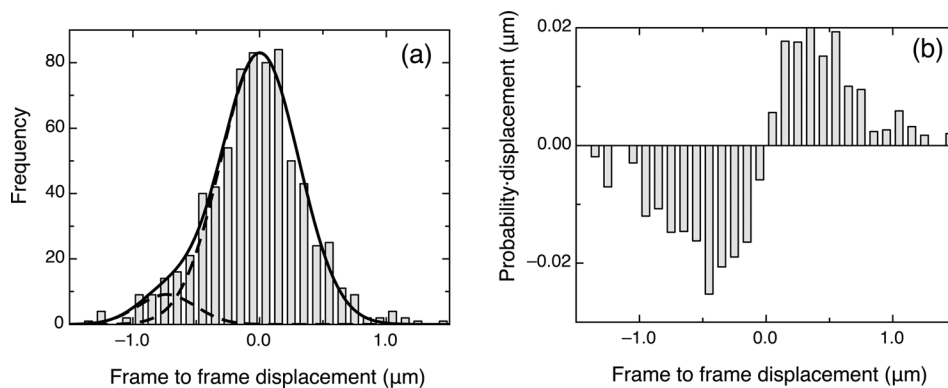 (a)
Frequency
80
60
40
20
0
−1.0
0.0
1.0
Frame to frame displacement (μm)
(b)
Probability·displacement (μm)
0.02
0.00
−0.02
−1.0
0.0
1.0
Frame to frame displacement (μm)